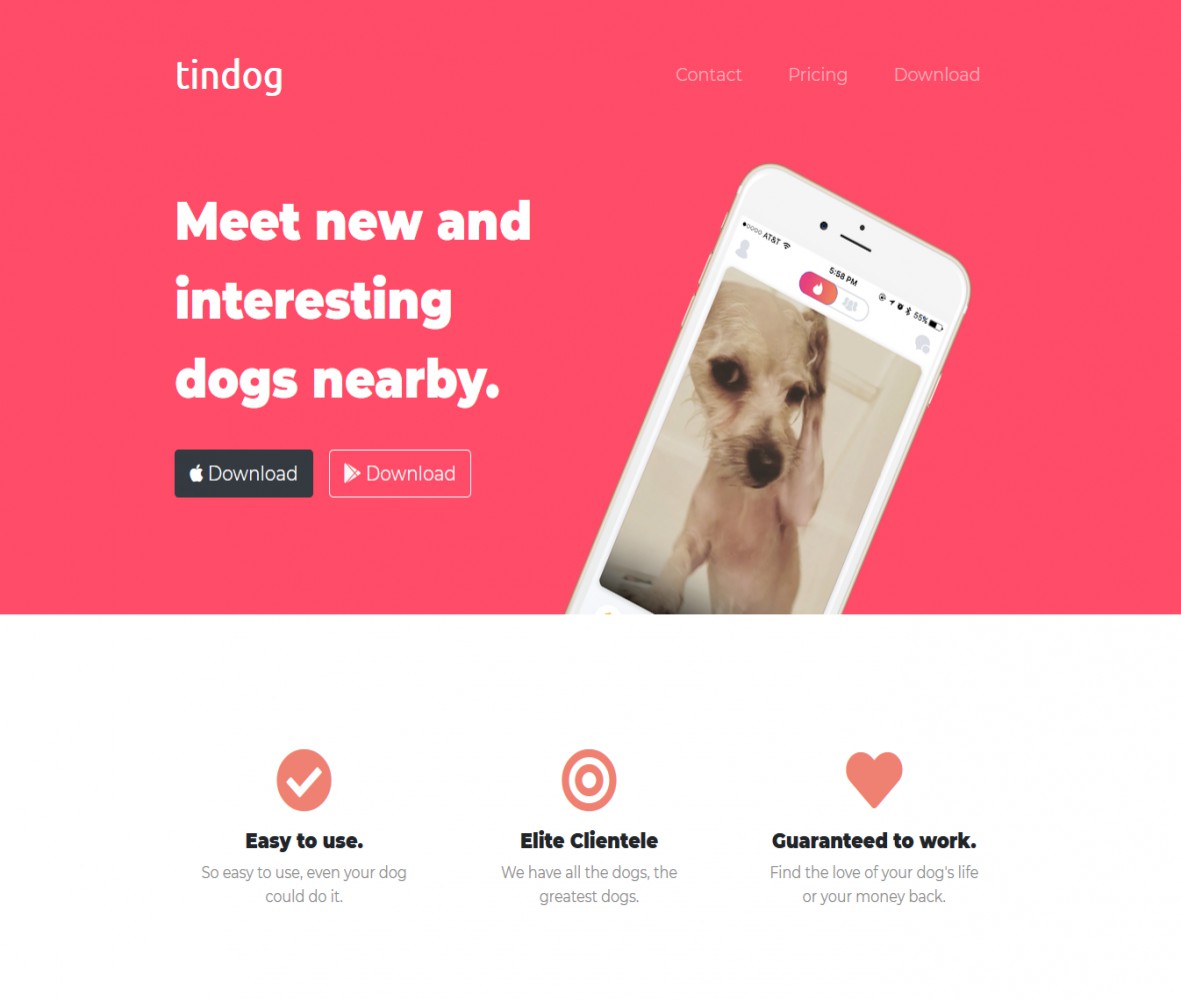 tindog
Contact
Pricing
Download
Meet new and
interesting
dogs nearby.
Download
Download
AT&T
5:58 PM
55%
Easy to use.
So easy to use, even your dog
could do it.
Elite Clientele
We have all the dogs, the
greatest dogs.
Guaranteed to work.
Find the love of your dog's life
or your money back.